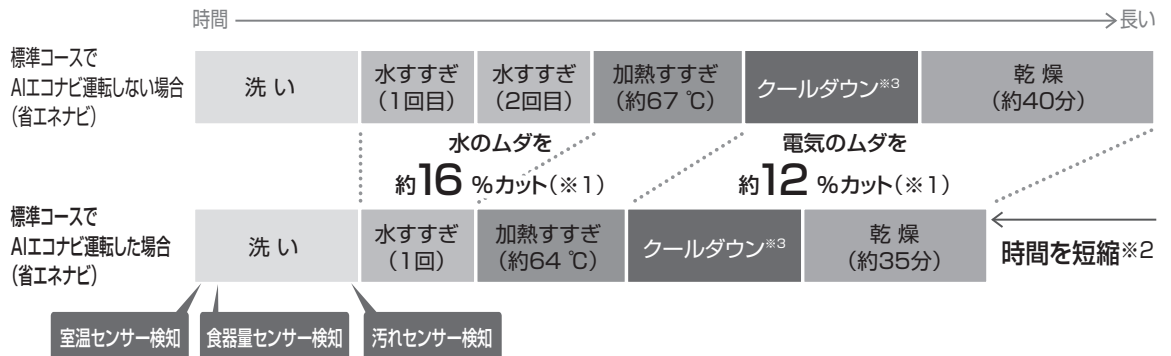 時間 長い
標準コースで
AIエコナビ運転しない場合
(省エネナビ)
洗い
水すすぎ
(1回目)
水すすぎ
(2回目)
加熱すすぎ
(約67 ℃)
クールダウン※3
乾燥
(約40分)
水のムダを
約16 %カット(※1)
電気のムダを
約12 %カット(※1)
標準コースで
AIエコナビ運転した場合
(省エネナビ)
洗い
水すすぎ
(1回)
加熱すすぎ
(約64 ℃)
クールダウン※3
乾燥
(約35分)
時間を短縮※2
室温センサー検知
食器量センサー検知
汚れセンサー検知